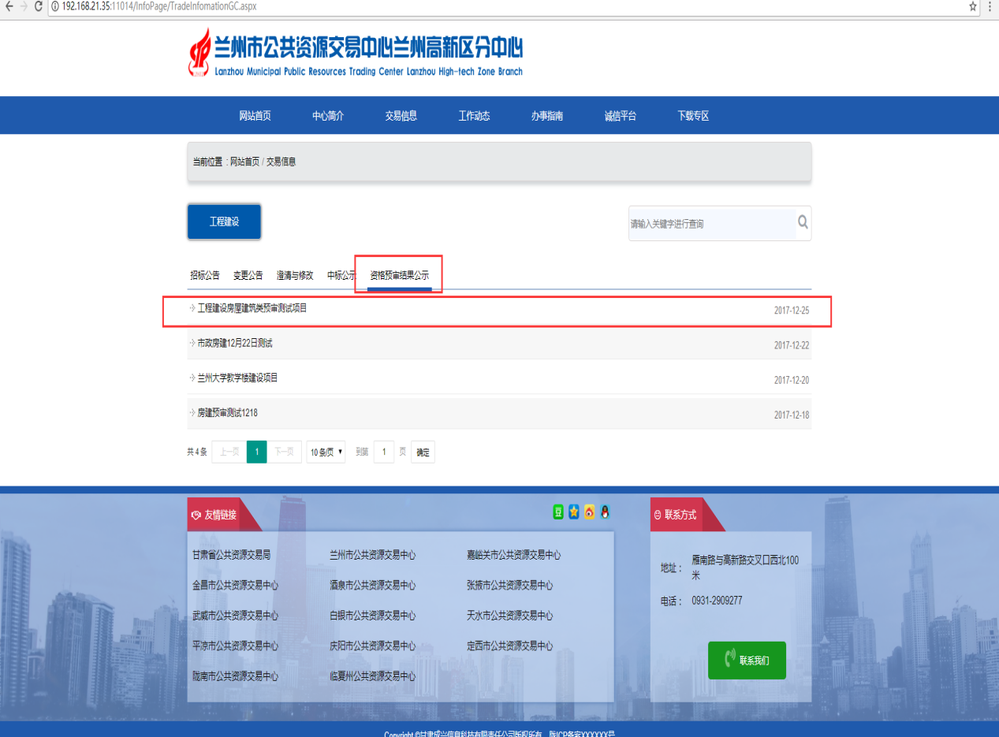 192.168.21.35:11014/InfoPage/TradeInfomationGC.aspx
兰州市公共资源交易中心兰州高新区分中心
Lanzhou Municipal Public Resources Trading Center Lanzhou High-tech Zone Branch
网站首页 中心简介 交易信息 工作动态 办事指南 诚信平台 下载专区
当前位置 : 网站首页 / 交易信息
工程建设 请输入关键字进行查询
招标公告 变更公告 澄清与修改 中标公示 资格预审结果公示
工程建设房屋建筑类预审测试项目 2017-12-25
市政房建12月22日测试 2017-12-22
兰州大学教学楼建设项目 2017-12-20
房建预审测试1218 2017-12-18
共 4 条 上一页 1 下一页 10 条/页 到第 1 页 确定
友情链接 豆 联系方式
甘肃省公共资源交易局 兰州市公共资源交易中心 嘉峪关市公共资源交易中心
金昌市公共资源交易中心 酒泉市公共资源交易中心 张掖市公共资源交易中心
武威市公共资源交易中心 白银市公共资源交易中心 天水市公共资源交易中心
平凉市公共资源交易中心 庆阳市公共资源交易中心 定西市公共资源交易中心
陇南市公共资源交易中心 临夏州公共资源交易中心
地址： 雁南路与高新路交叉口西北100
米
电话： 0931-2909277
联系我们
Copyright ©甘肃成兴信息科技有限责任公司版权所有 陇ICP备案XXXXXX号